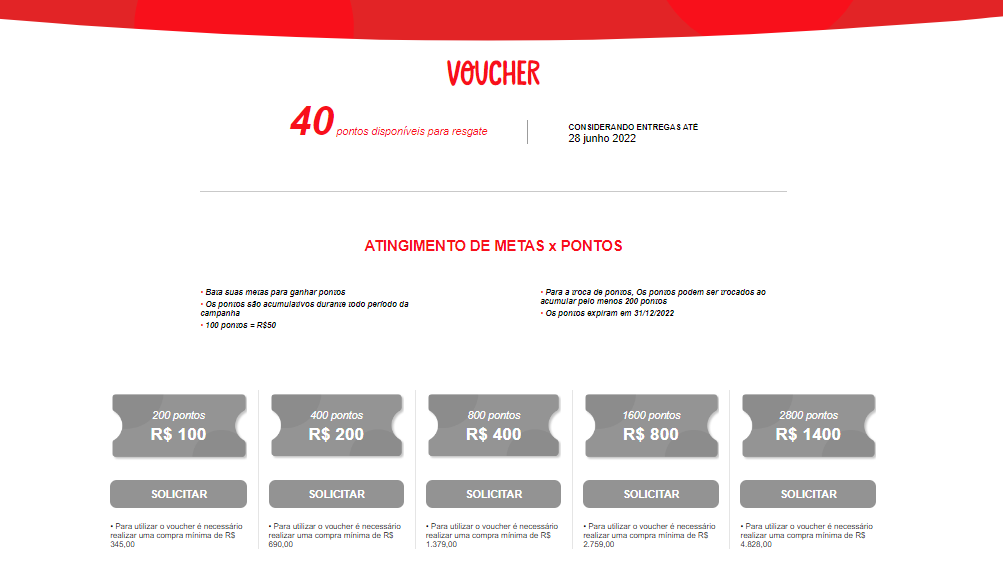 VOUCHER
40 pontos disponíveis para resgate
CONSIDERANDO ENTREGAS ATÉ
28 junho 2022
ATINGIMENTO DE METAS x PONTOS
• Bata suas metas para ganhar pontos
• Os pontos são acumulativos durante todo período da
campanha
• 100 pontos = R$50
• Para a troca de pontos, Os pontos podem ser trocados ao
acumular pelo menos 200 pontos
• Os pontos expiram em 31/12/2022
200 pontos
R$ 100
SOLICITAR
• Para utilizar o voucher é necessário
realizar uma compra mínima de R$
345,00
400 pontos
R$ 200
SOLICITAR
• Para utilizar o voucher é necessário
realizar uma compra mínima de R$
690,00
800 pontos
R$ 400
SOLICITAR
• Para utilizar o voucher é necessário
realizar uma compra mínima de R$
1.379,00
1600 pontos
R$ 800
SOLICITAR
• Para utilizar o voucher é necessário
realizar uma compra mínima de R$
2.759,00
2800 pontos
R$ 1400
SOLICITAR
• Para utilizar o voucher é necessário
realizar uma compra mínima de R$
4.828,00